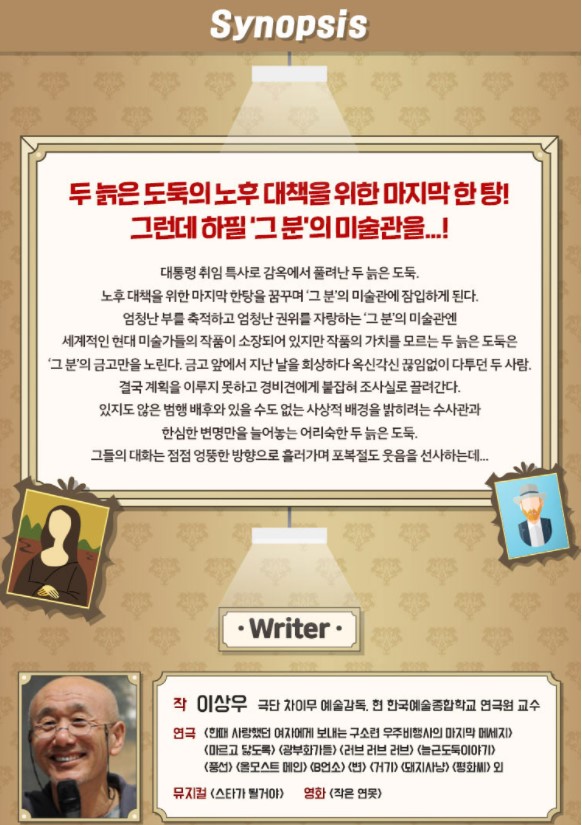 Synopsis
두 늙은 도둑의 노후 대책을 위한 마지막 한 탕!
그런데 하필 '그 분'의 미술관을...!
대통령 취임 특사로 감옥에서 풀려난 두 늙은 도둑.
노후 대책을 위한 마지막 한탕을 꿈꾸며 '그 분'의 미술관에 잠입하게 된다.
엄청난 부를 축적하고 엄청난 권위를 자랑하는 '그 분'의 미술관엔
세계적인 현대 미술가들의 작품이 소장되어 있지만 작품의 가치를 모르는 두 늙은 도둑은
'그 분'의 금고만을 노린다. 금고 앞에서 지난 날을 회상하다 옥신각신 끊임없이 다투던 두 사람.
결국 계획을 이루지 못하고 경비견에게 붙잡혀 조사실로 끌려간다.
있지도 않은 범행 배후와 있을 수도 없는 사상적 배경을 밝히려는 수사관과
한심한 변명만을 늘어놓는 어리숙한 두 늙은 도둑.
그들의 대화는 점점 엉뚱한 방향으로 흘러가며 포복절도 웃음을 선사하는데...
· Writer ·
작 이상우 극단 차이무 예술감독, 현 한국예술종합학교 연극원 교수
연극 <한때 사랑했던 여자에게 보내는 구소련 우주비행사의 마지막 메세지>
<마르고 닳도록> <광부화가들> <러브 러브 러브> <늘근도둑이야기>
<풍선> <올모스트 메인> <B언소> <변> <거기> <돼지사냥> <평화씨> 외
뮤지컬 <스타가 될거야> 영화 <작은 연못>